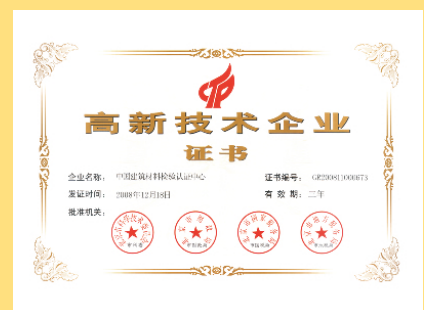 高新技术企业
证书
企业名称： 中国建筑材料检验认证中心 证书编号： GR200811000673
发证时间： 2008年12月18日 有 效 期： 三年
批准机关：